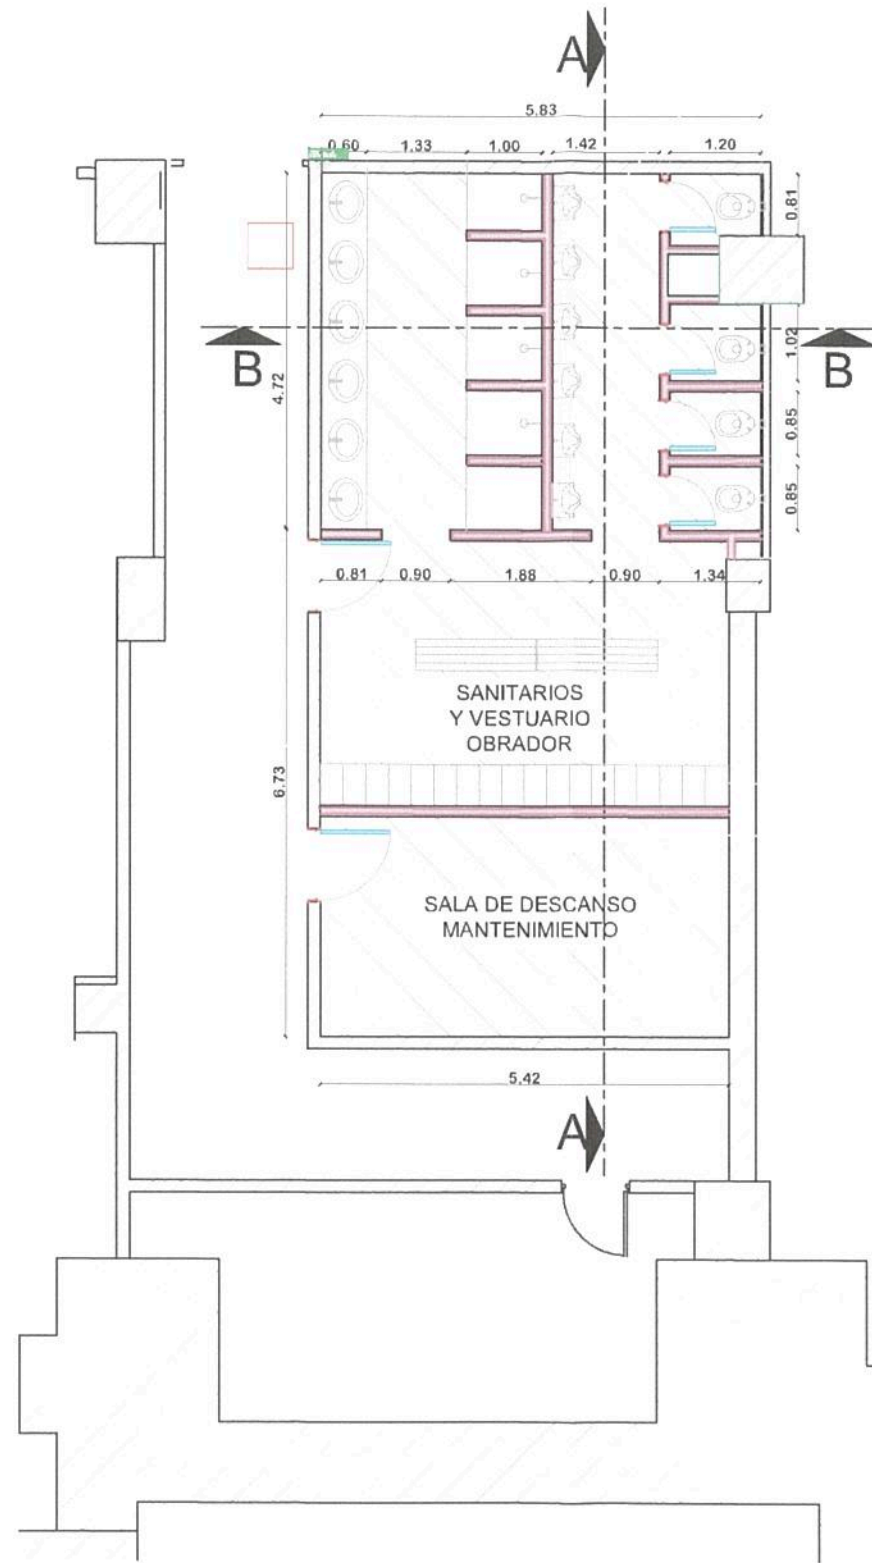 A
5.83
0.60
1.33
1.00
1.42
1.20
0.81
B
B
1.02
4.72
0.85
0.85
0.81
0.90
1.88
0.90
1.34
SANITARIOS
Y VESTUARIO
OBRADOR
6.73
SALA DE DESCANSO
MANTENIMIENTO
5.42
A